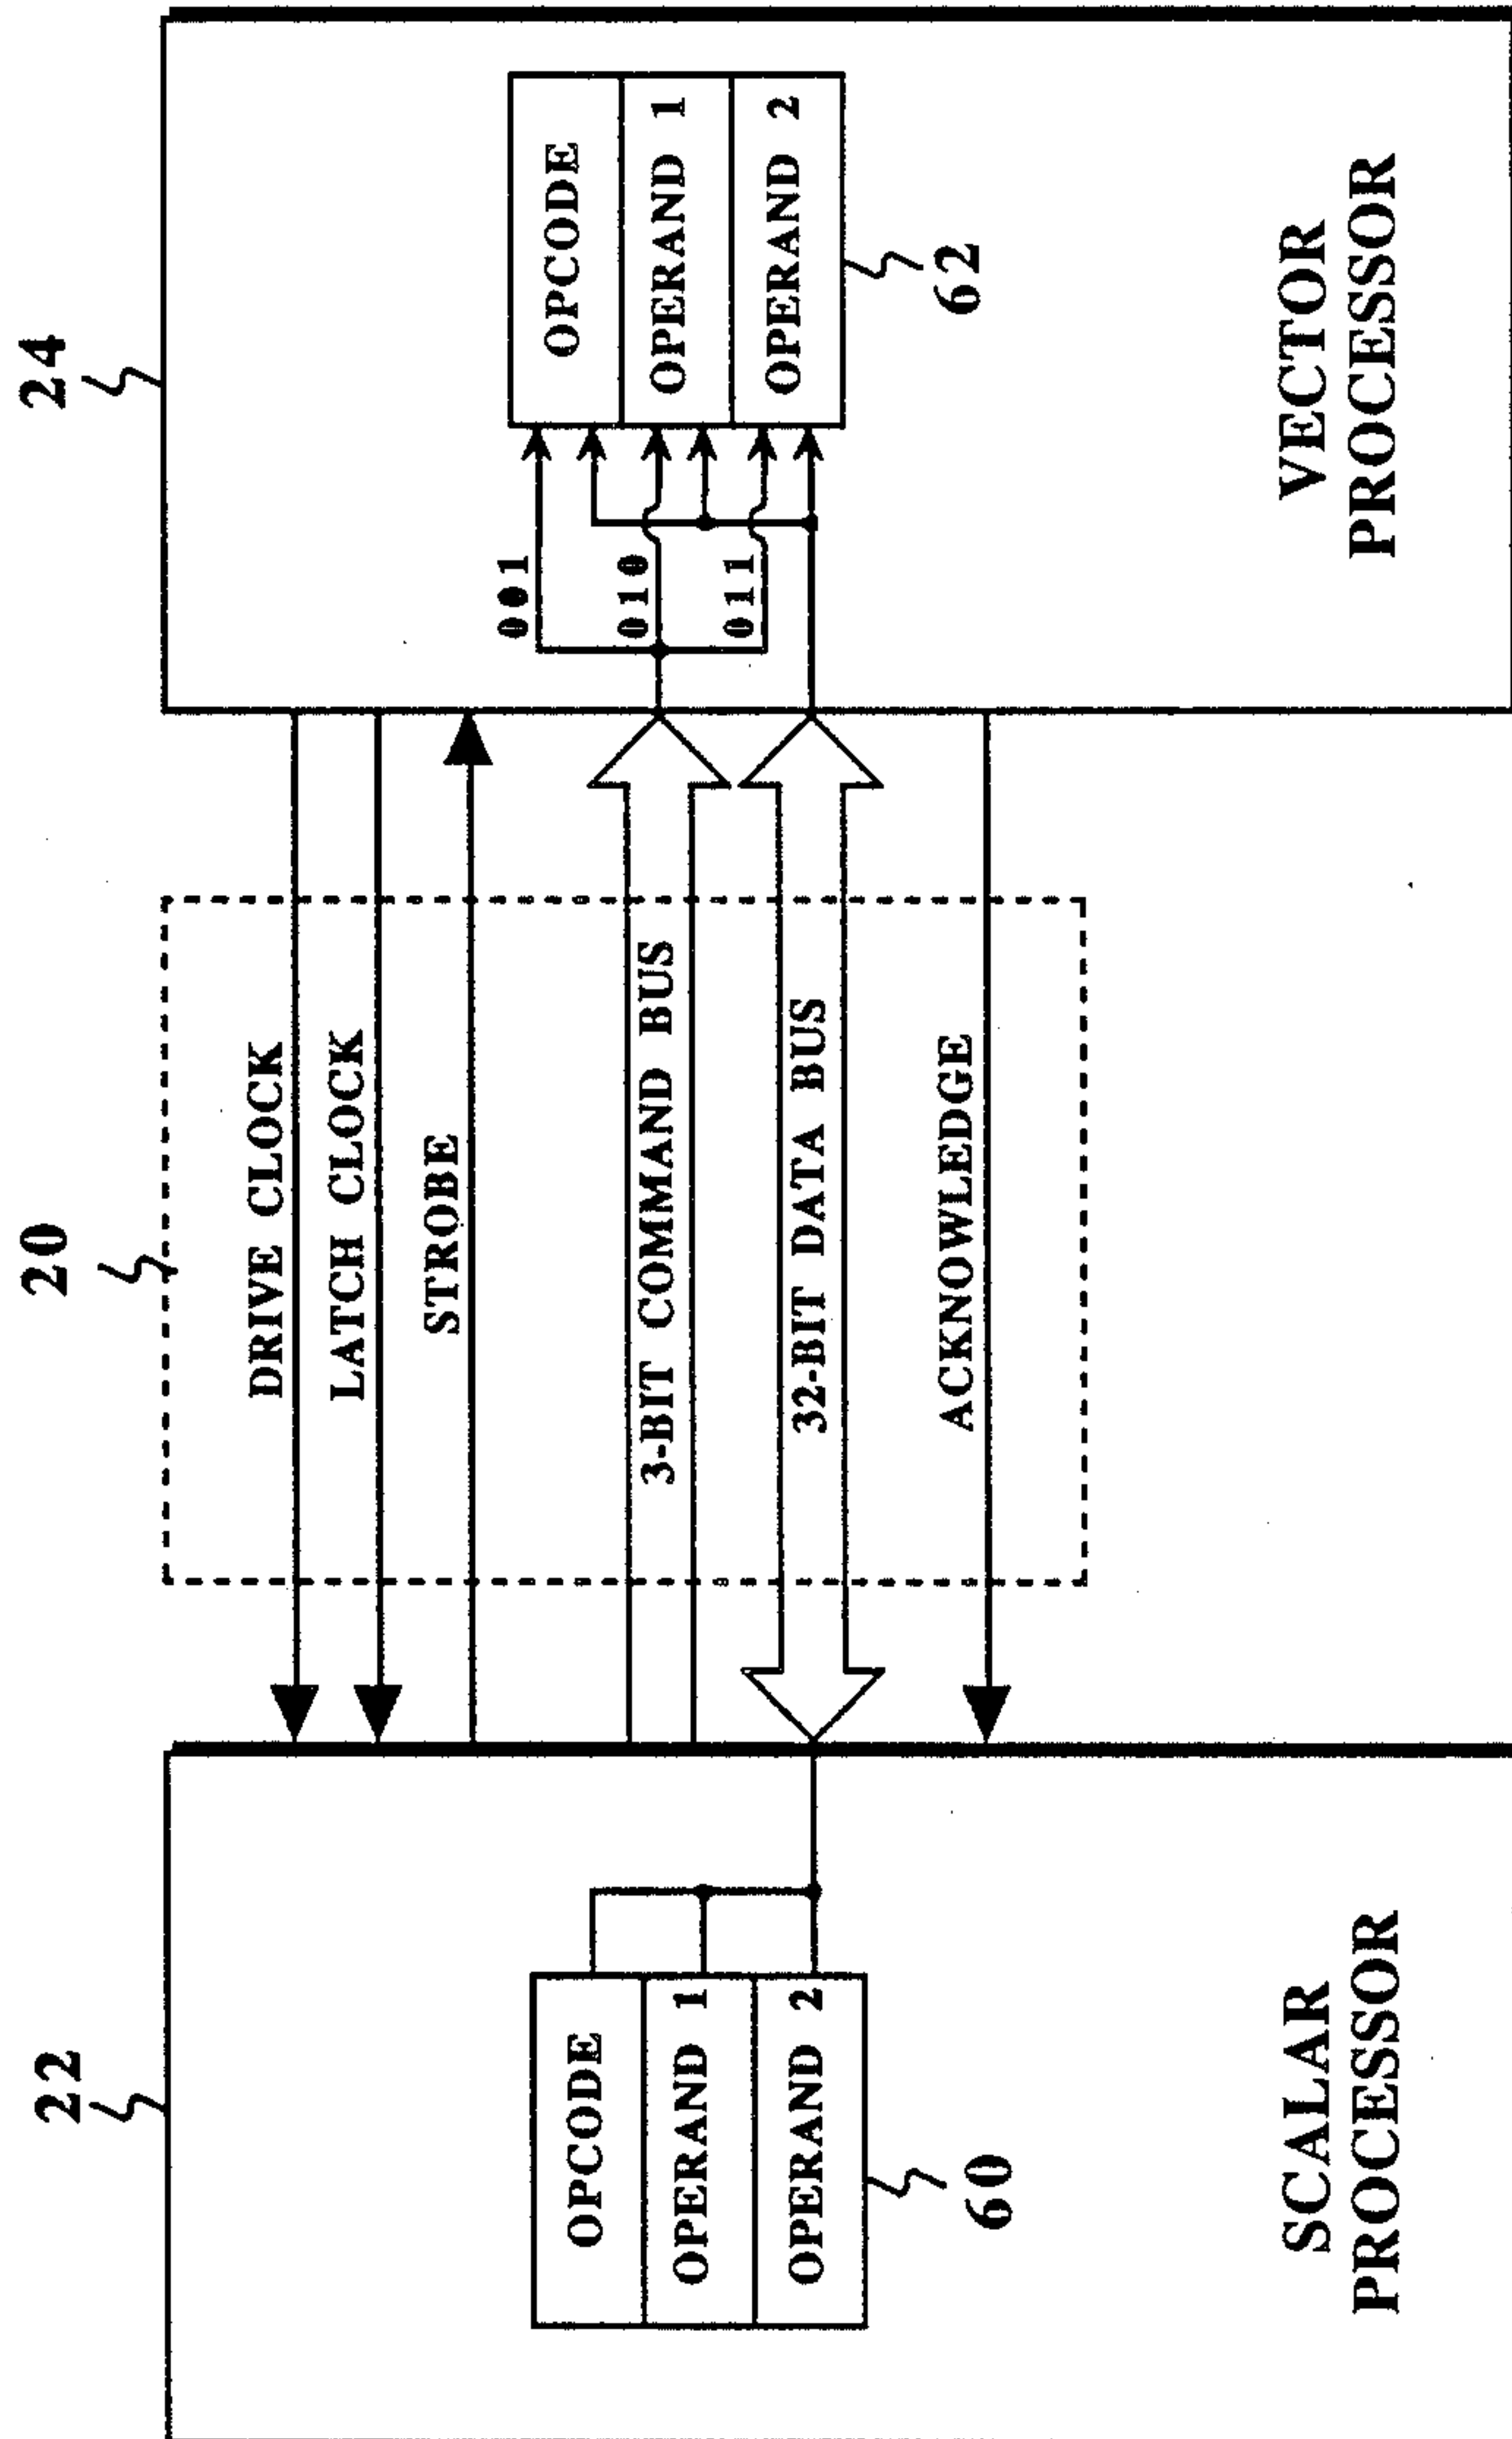 22
20
24
DRIVE CLOCK
LATCH CLOCK
STROBE
3-BIT COMMAND BUS
32-BIT DATA BUS
ACKNOWLEDGE
OPCODE
OPERAND 1
OPERAND 2
60
SCALAR
PROCESSOR
001
010
011
OPCODE
OPERAND 1
OPERAND 2
62
VECTOR
PROCESSOR